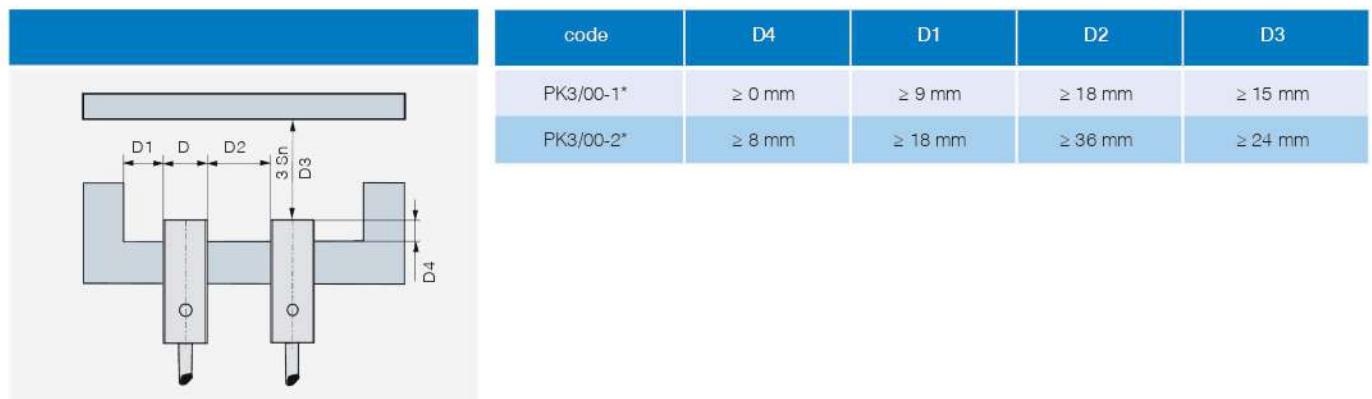 code D4 D1 D2 D3
PK3/00-1* ≥ 0 mm ≥ 9 mm ≥ 18 mm ≥ 15 mm
PK3/00-2* ≥ 8 mm ≥ 18 mm ≥ 36 mm ≥ 24 mm
D1 D D2
3 Sn
D3
D4